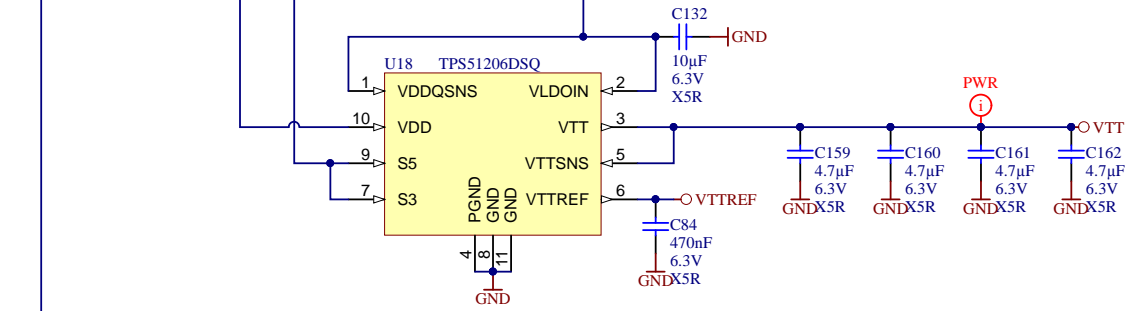 C132
GND
10µF
6.3V
X5R
U18 TPS51206DSQ
PWR
i
1 VDDQSNS VLDOIN 2
10 VDD VTT 3
VTT
9 S5 VTTSNS 5
7 S3 VTTREF 6
VTTREF
PGND
GND
GND
4
8
11
GND
C84
470nF
6.3V
X5R
GND
C159
4.7µF
6.3V
X5R
GND
C160
4.7µF
6.3V
X5R
GND
C161
4.7µF
6.3V
X5R
GND
C162
4.7µF
6.3V
X5R
GND